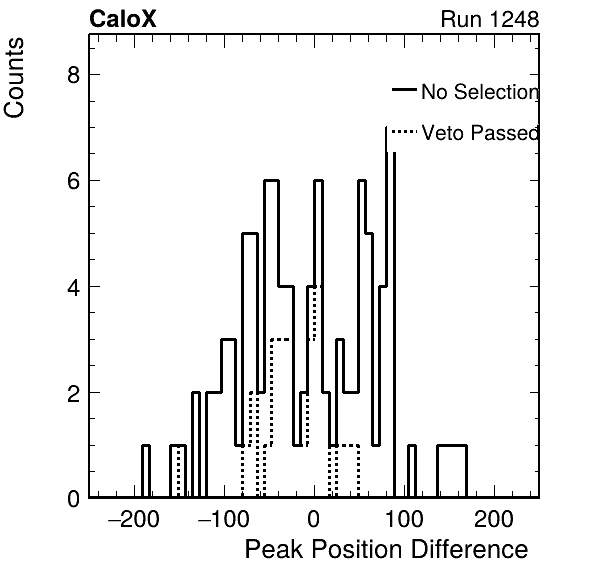 CaloX Run 1248
Counts
No Selection
Veto Passed
8
6
4
2
0
−200 −100 0 100 200
Peak Position Difference